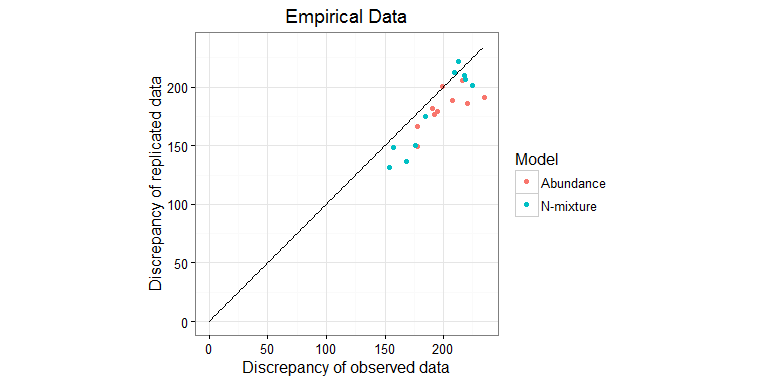 Empirical Data
Discrepancy of replicated data
200
150
100
50
0
0 50 100 150 200
Discrepancy of observed data
Model
Abundance
N-mixture